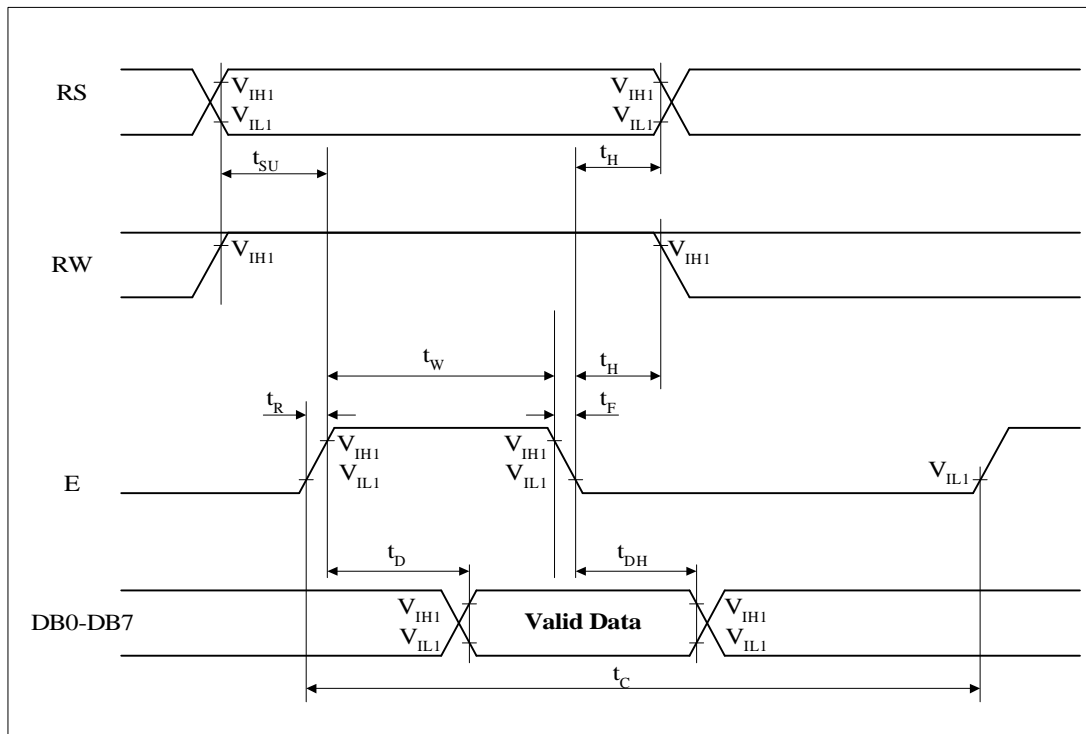 RS
V_IH1
V_IH1
V_IL1
V_IL1
t_SU
t_H
RW
V_IH1
V_IH1
t_W
t_H
t_R
t_F
V_IH1
V_IH1
V_IL1
V_IL1
V_IL1
E
t_D
t_DH
DB0-DB7
V_IH1
Valid Data
V_IH1
V_IL1
V_IL1
t_C